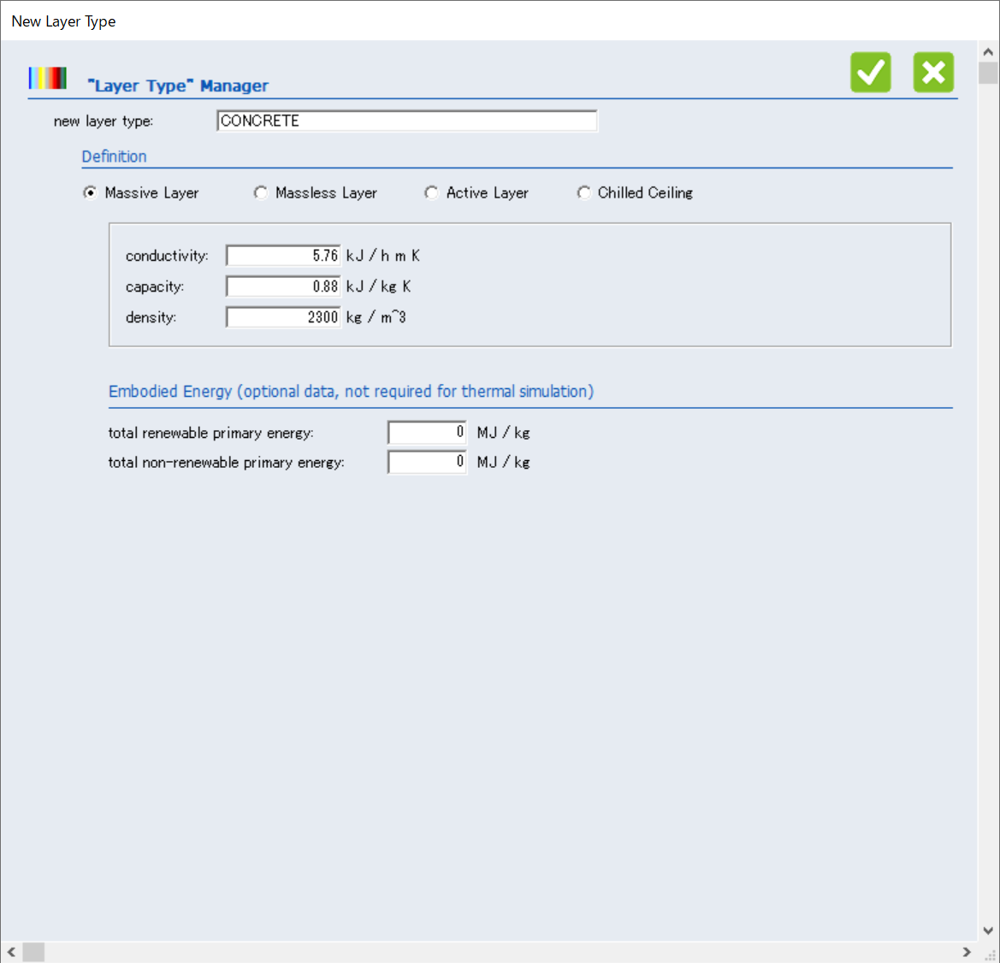 New Layer Type
"Layer Type" Manager
new layer type: CONCRETE
Definition
Massive Layer Massless Layer Active Layer Chilled Ceiling
conductivity: 5.76 kJ / h m K
capacity: 0.88 kJ / kg K
density: 2300 kg / m^3
Embodied Energy (optional data, not required for thermal simulation)
total renewable primary energy: 0 MJ / kg
total non-renewable primary energy: 0 MJ / kg